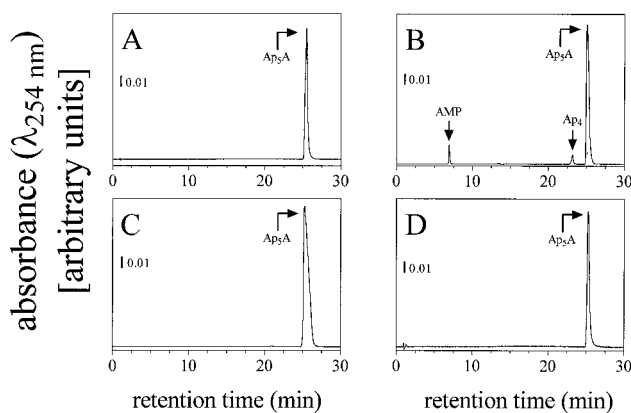 absorbance (λ254 nm)
[arbitrary units]
A
Ap5A
0.01
0 10 20 30
B
Ap5A
0.01
AMP
Ap4
0 10 20 30
C
Ap5A
0.01
0 10 20 30
retention time (min)
D
Ap5A
0.01
0 10 20 30
retention time (min)